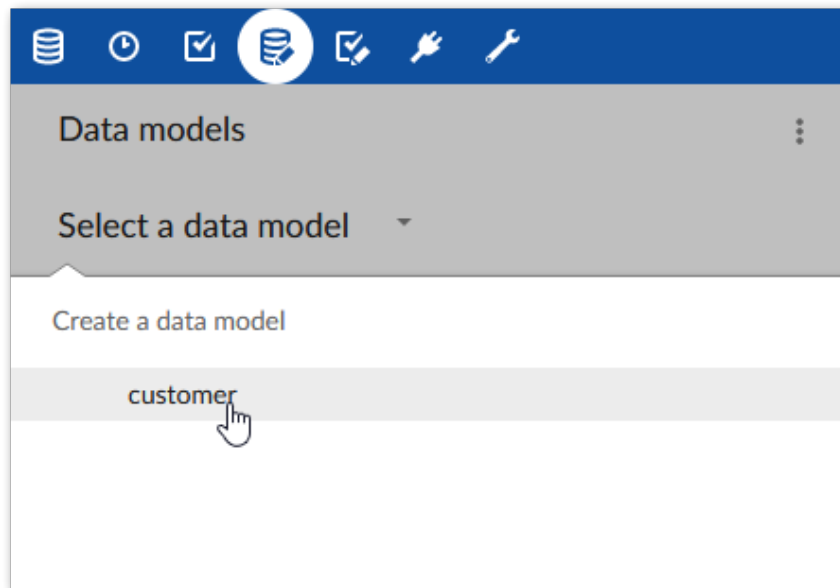 Data models
Select a data model
Create a data model
customer